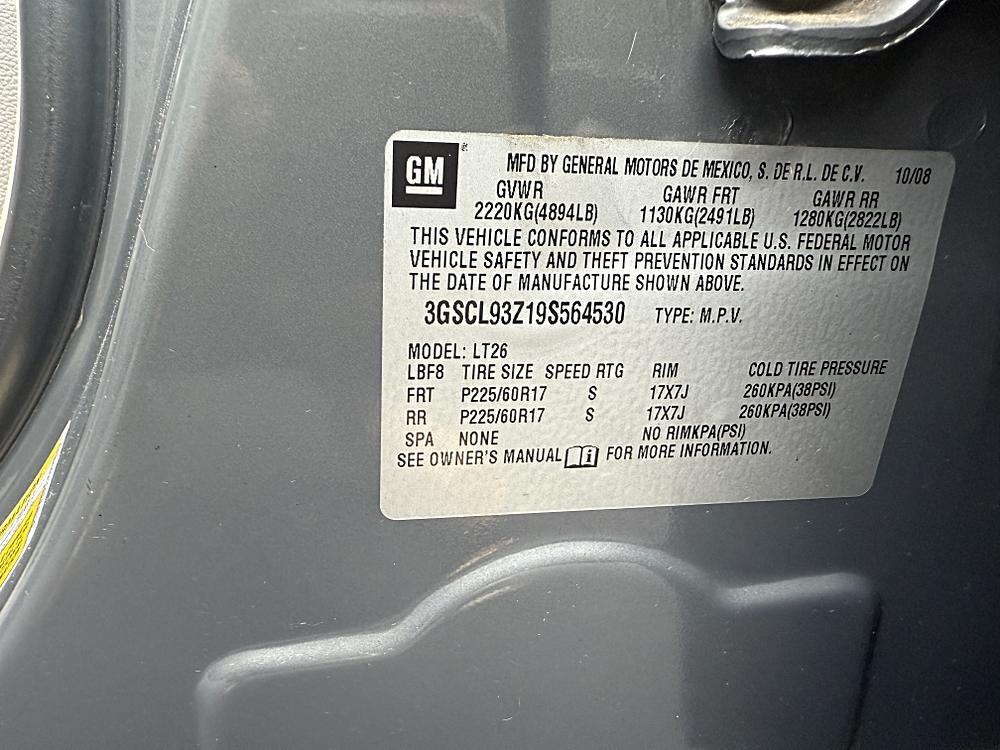 GM
MFD BY GENERAL MOTORS DE MEXICO, S. DE R.L. DE C.V. 10/08
GVWR GAWR FRT GAWR RR
2220KG(4894LB) 1130KG(2491LB) 1280KG(2822LB)
THIS VEHICLE CONFORMS TO ALL APPLICABLE U.S. FEDERAL MOTOR
VEHICLE SAFETY AND THEFT PREVENTION STANDARDS IN EFFECT ON
THE DATE OF MANUFACTURE SHOWN ABOVE.
3GSCL93Z19S564530 TYPE: M.P.V.
MODEL: LT26
LBF8 TIRE SIZE SPEED RTG RIM COLD TIRE PRESSURE
FRT P225/60R17 S 17X7J 260KPA(38PSI)
RR P225/60R17 S 17X7J 260KPA(38PSI)
SPA NONE NO RIMKPA(PSI)
SEE OWNER'S MANUAL i FOR MORE INFORMATION.